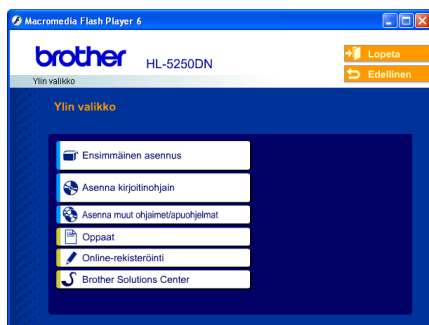 Macromedia Flash Player 6
brother HL-5250DN
Lopeta
Edellinen
Ylin valikko
Ylin valikko
Ensimmäinen asennus
Asenna kirjoitinohjain
Asenna muut ohjaimet/apuohjelmat
Oppaat
Online-rekisteröinti
Brother Solutions Center